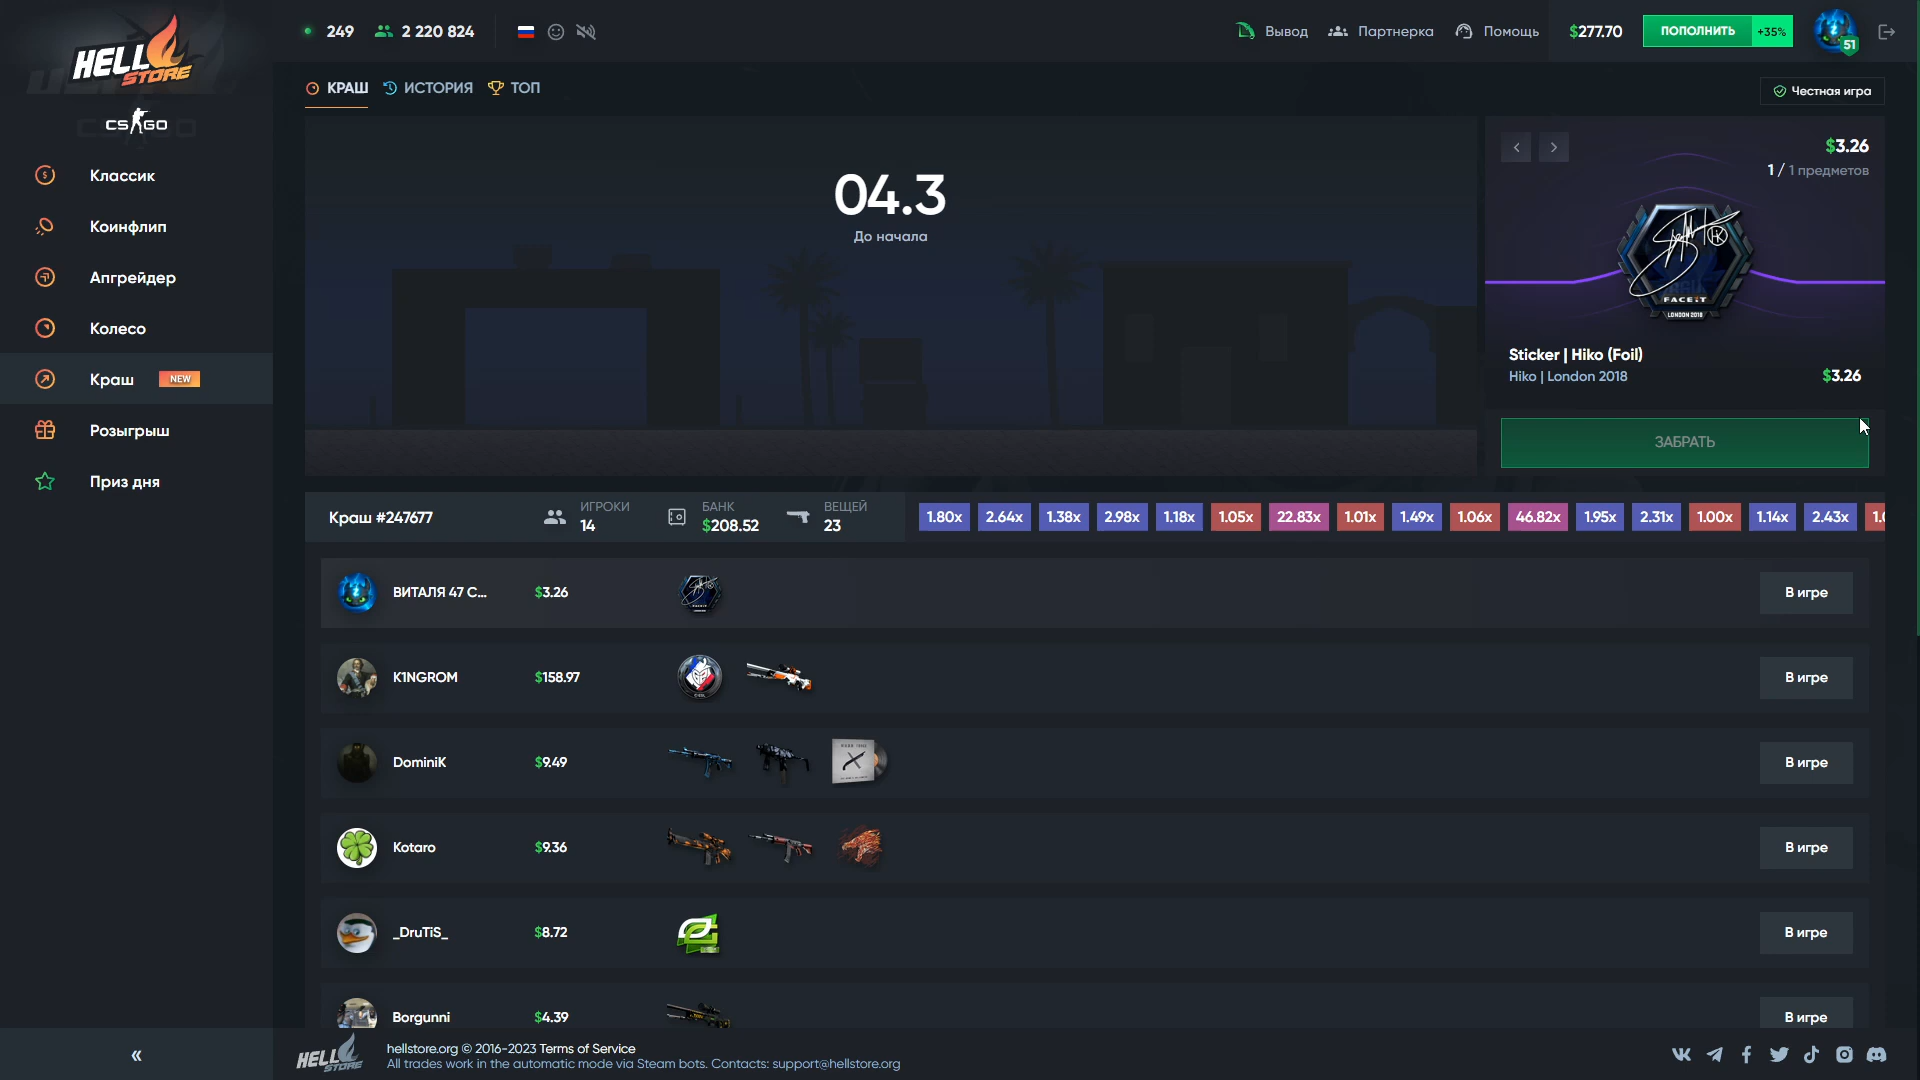 HELL STORE
CS GO
249
2 220 824
Вывод
Партнерка
Помощь
$277.70
ПОПОЛНИТЬ +35%
51
КРАШ
ИСТОРИЯ
ТОП
Честная игра
Классик
Коинфлип
Апгрейдер
Колесо
Краш NEW
Розыгрыш
Приз дня
04.3
До начала
$3.26
1 / 1 предметов
HK
FACEIT
LONDON 2018
Sticker | Hiko (Foil)
Hiko | London 2018
$3.26
ЗАБРАТЬ
Краш #247677
ИГРОКИ
14
БАНК
$208.52
ВЕЩЕЙ
23
1.80x 2.64x 1.38x 2.98x 1.18x 1.05x 22.83x 1.01x 1.49x 1.06x 46.82x 1.95x 2.31x 1.00x 1.14x 2.43x
ВИТАЛЯ 47 С... $3.26 В игре
K1NGROM $158.97 В игре
DominiK $9.49 В игре
Kotaro $9.36 В игре
_DruTiS_ $8.72 В игре
Borgunni $4.39 В игре
«
HELL STORE
hellstore.org © 2016-2023 Terms of Service
All trades work in the automatic mode via Steam bots. Contacts: support@hellstore.org